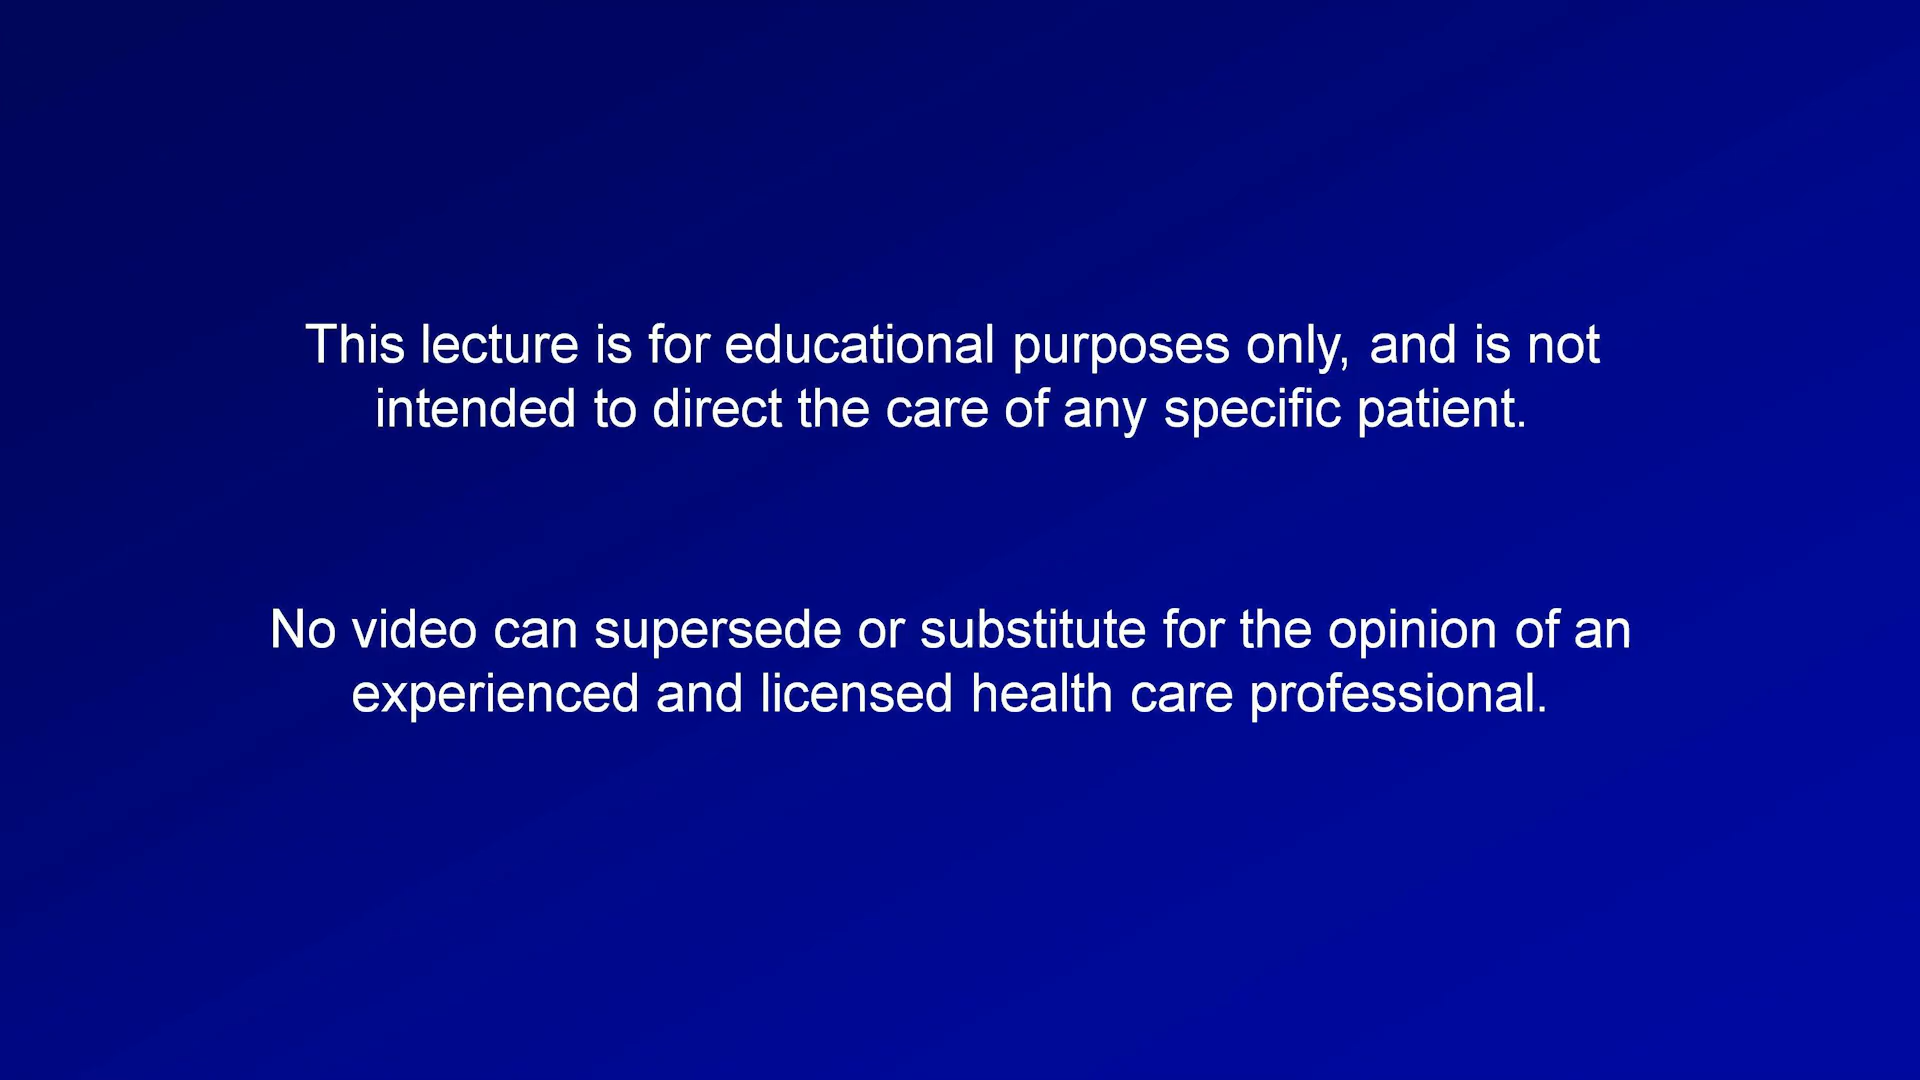 This lecture is for educational purposes only, and is not
intended to direct the care of any specific patient.
No video can supersede or substitute for the opinion of an
experienced and licensed health care professional.